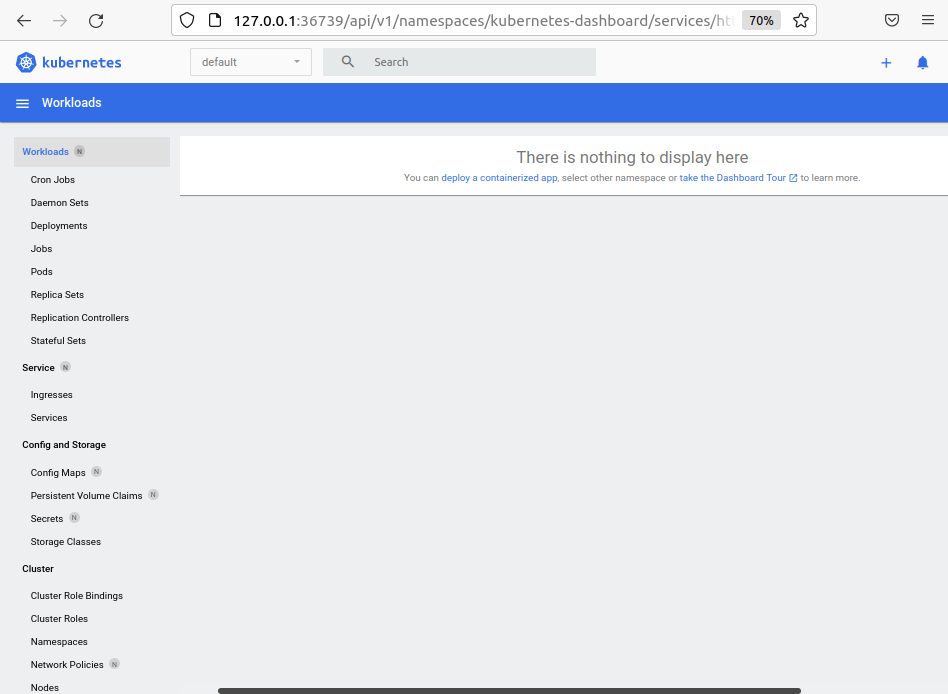 127.0.0.1:36739/api/v1/namespaces/kubernetes-dashboard/services/ht
70%
kubernetes
default
Search
Workloads
Workloads N
Cron Jobs
Daemon Sets
Deployments
Jobs
Pods
Replica Sets
Replication Controllers
Stateful Sets
Service N
Ingresses
Services
Config and Storage
Config Maps N
Persistent Volume Claims N
Secrets N
Storage Classes
Cluster
Cluster Role Bindings
Cluster Roles
Namespaces
Network Policies N
Nodes
There is nothing to display here
You can deploy a containerized app, select other namespace or take the Dashboard Tour to learn more.